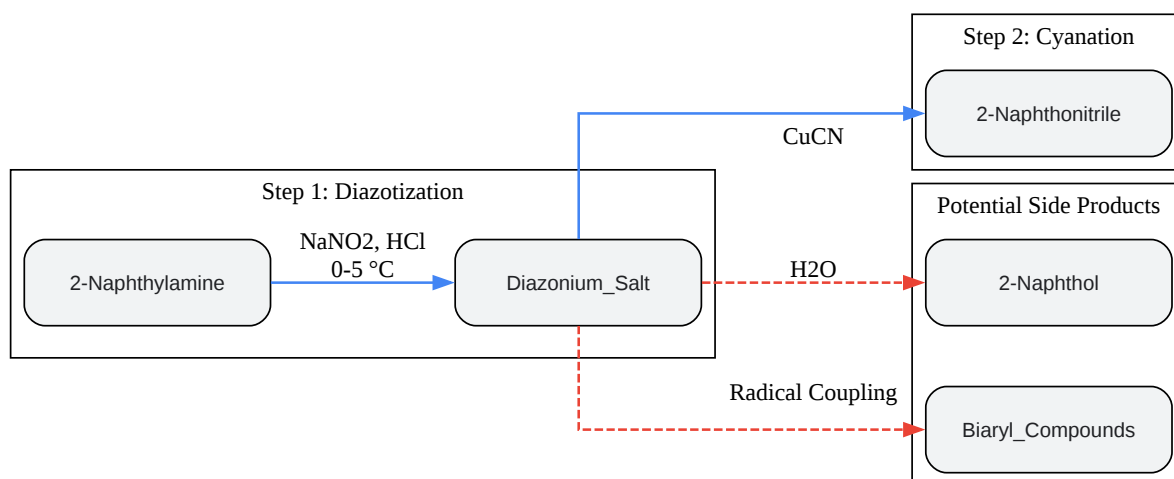 Step 2: Cyanation
2-Naphthonitrile
CuCN
Step 1: Diazotization
2-Naphthylamine
NaNO2, HCl
0-5 °C
Diazonium_Salt
Potential Side Products
H2O
2-Naphthol
Radical Coupling
Biaryl_Compounds